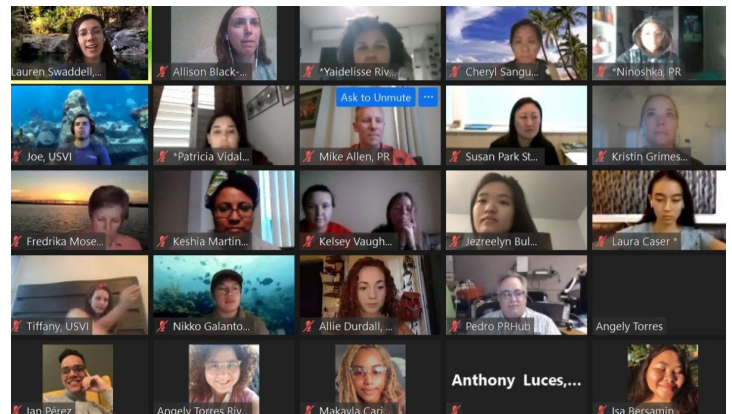 Lauren Swaddell,...
Allison Black-...
*Yaidelisse Riv...
Cheryl Sangu...
*Ninoshka, PR
Ask to Unmute ...
Joe, USVI
*Patricia Vidal...
Mike Allen, PR
Susan Park St...
Kristin Grimes...
Fredrika Mose...
Keshia Martin...
Kelsey Vaugh...
Jezreelyn Bul...
Laura Caser *
Tiffany, USVI
Nikko Galanto...
Allie Durdall, ...
Pedro PRHub
Angely Torres
Anthony Luces,...
Ian Pérez
Angely Torres Riv
Makayla Cari
Isa Bersamin